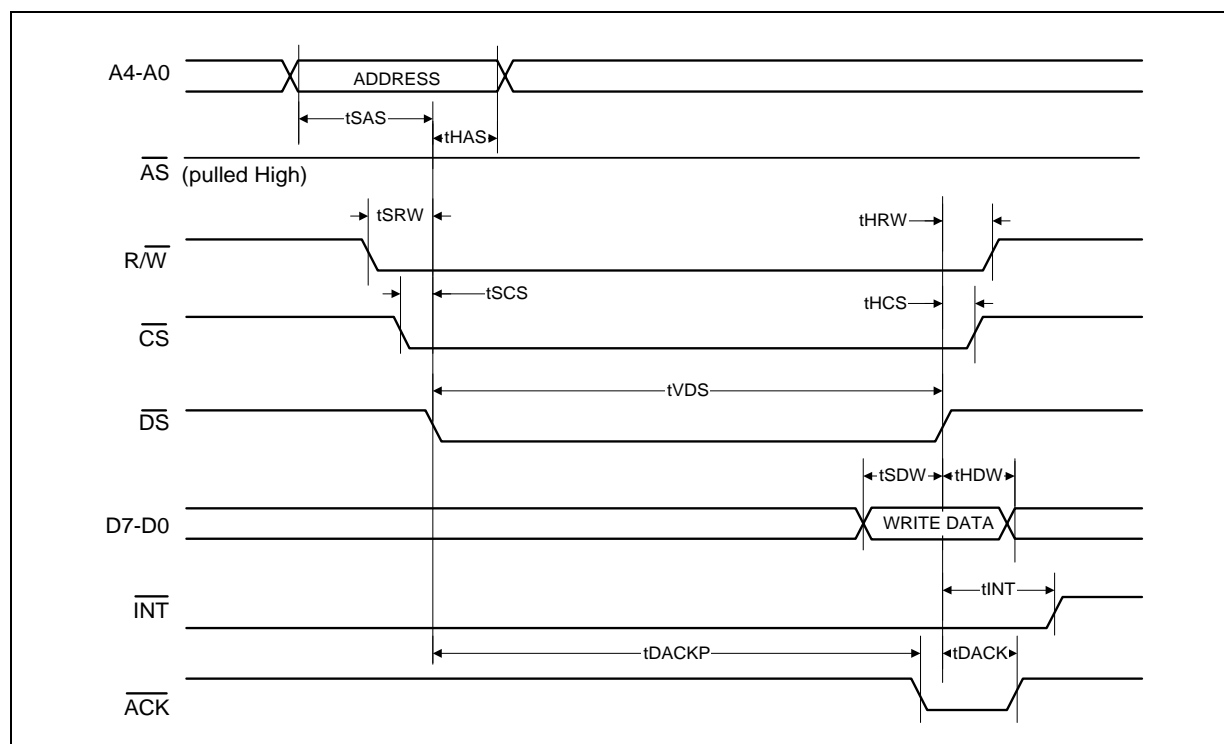 A4-A0 ADDRESS
tSAS
tHAS
AS (pulled High)
tSRW tHRW
R/W
tSCS tHCS
CS
tVDS
DS
tSDW tHDW
D7-D0 WRITE DATA
tINT
INT
tDACKP tDACK
ACK